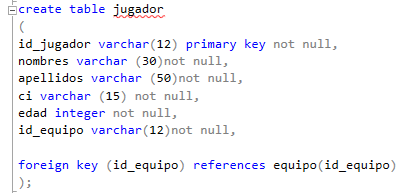 create table jugador
(
id_jugador varchar(12) primary key not null,
nombres varchar (30)not null,
apellidos varchar (50)not null,
ci varchar (15) not null,
edad integer not null,
id_equipo varchar(12)not null,
foreign key (id_equipo) references equipo(id_equipo)
);